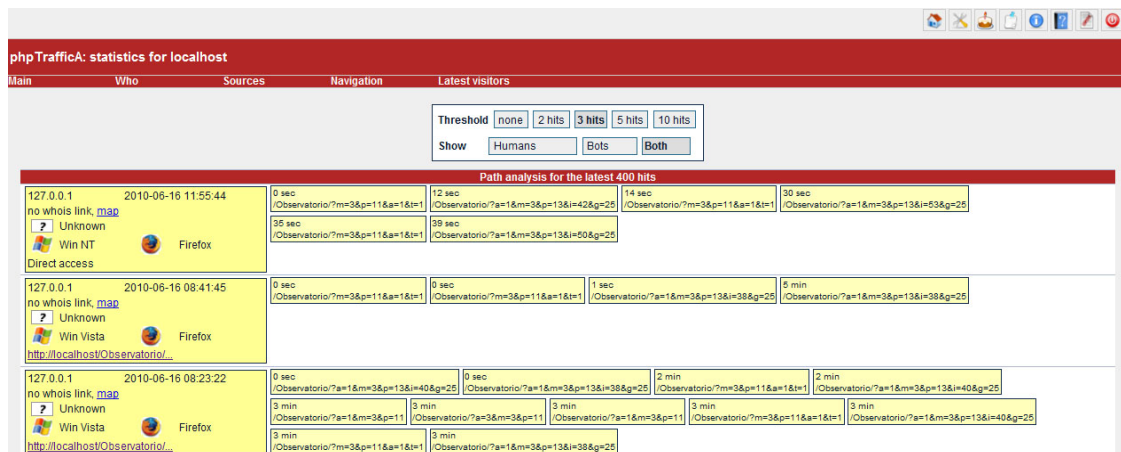 phpTrafficA: statistics for localhost
Main Who Sources Navigation Latest visitors
Threshold none 2 hits 3 hits 5 hits 10 hits
Show Humans Bots Both
Path analysis for the latest 400 hits
127.0.0.1 2010-06-16 11:55:44
no whois link, map
? Unknown
Win NT Firefox
Direct access
0 sec
/Observatorio/?m=3&p=11&a=1&t=1
12 sec
/Observatorio/?a=1&m=3&p=13&i=42&g=25
14 sec
/Observatorio/?m=3&p=11&a=1&t=1
30 sec
/Observatorio/?a=1&m=3&p=13&i=53&g=25
35 sec
/Observatorio/?m=3&p=11&a=1&t=1
39 sec
/Observatorio/?a=1&m=3&p=13&i=50&g=25
127.0.0.1 2010-06-16 08:41:45
no whois link, map
? Unknown
Win Vista Firefox
http://localhost/Observatorio/...
0 sec
/Observatorio/?m=3&p=11&a=1&t=1
0 sec
/Observatorio/?m=3&p=11&a=1&t=1
1 sec
/Observatorio/?a=1&m=3&p=13&i=38&g=25
5 min
/Observatorio/?a=1&m=3&p=13&i=38&g=25
127.0.0.1 2010-06-16 08:23:22
no whois link, map
? Unknown
Win Vista Firefox
http://localhost/Observatorio/...
0 sec
/Observatorio/?a=1&m=3&p=13&i=40&g=25
0 sec
/Observatorio/?a=1&m=3&p=13&i=38&g=25
2 min
/Observatorio/?m=3&p=11&a=1&t=1
2 min
/Observatorio/?a=1&m=3&p=13&i=40&g=25
3 min
/Observatorio/?a=1&m=3&p=11
3 min
/Observatorio/?a=3&m=3&p=11
3 min
/Observatorio/?a=1&m=3&p=11
3 min
/Observatorio/?m=3&p=11&a=1&t=1
3 min
/Observatorio/?a=1&m=3&p=13&i=40&g=25
3 min
/Observatorio/?m=3&p=11&a=1&t=1
3 min
/Observatorio/?a=1&m=3&p=13&i=38&g=25